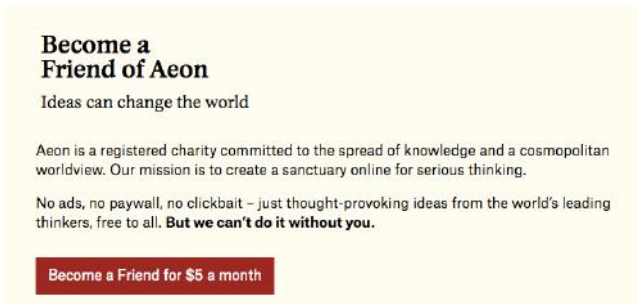 Become a
Friend of Aeon
Ideas can change the world
Aeon is a registered charity committed to the spread of knowledge and a cosmopolitan
worldview. Our mission is to create a sanctuary online for serious thinking.
No ads, no paywall, no clickbait – just thought-provoking ideas from the world's leading
thinkers, free to all. But we can't do it without you.
Become a Friend for $5 a month